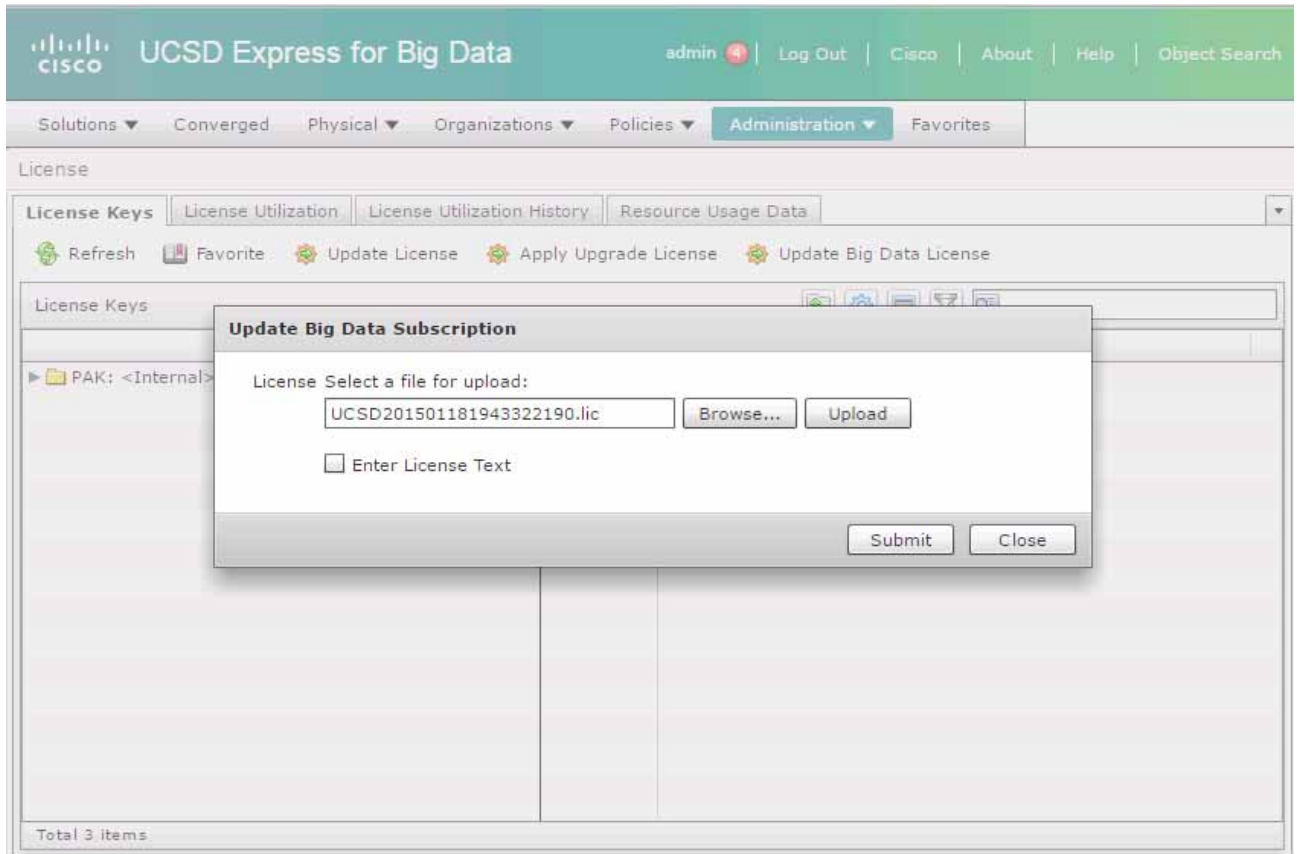 CISCO UCSD Express for Big Data admin 4 | Log Out | Cisco | About | Help | Object Search
Solutions ▼ Converged Physical ▼ Organizations ▼ Policies ▼ Administration ▼ Favorites
License
License Keys License Utilization License Utilization History Resource Usage Data
Refresh Favorite Update License Apply Upgrade License Update Big Data License
License Keys
Update Big Data Subscription
PAK: <Internal>
License Select a file for upload:
UCSD201501181943322190.lic Browse... Upload
Enter License Text
Submit Close
Total 3 items